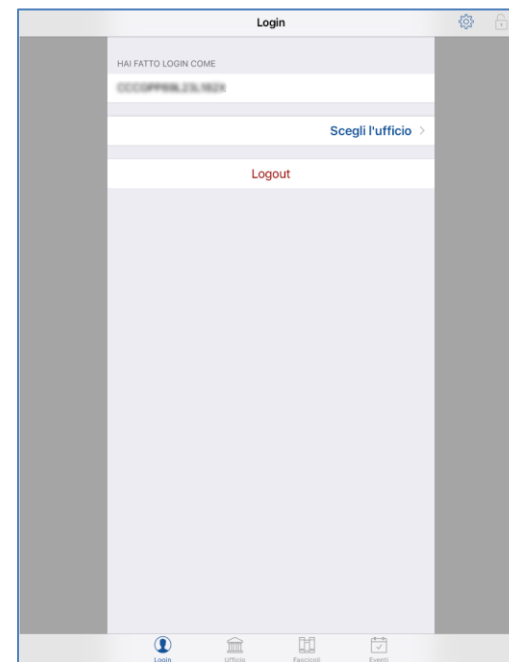 Login
HAI FATTO LOGIN COME
Scegli l'ufficio
Logout
Login
Ufficio
Fascicoli
Eventi